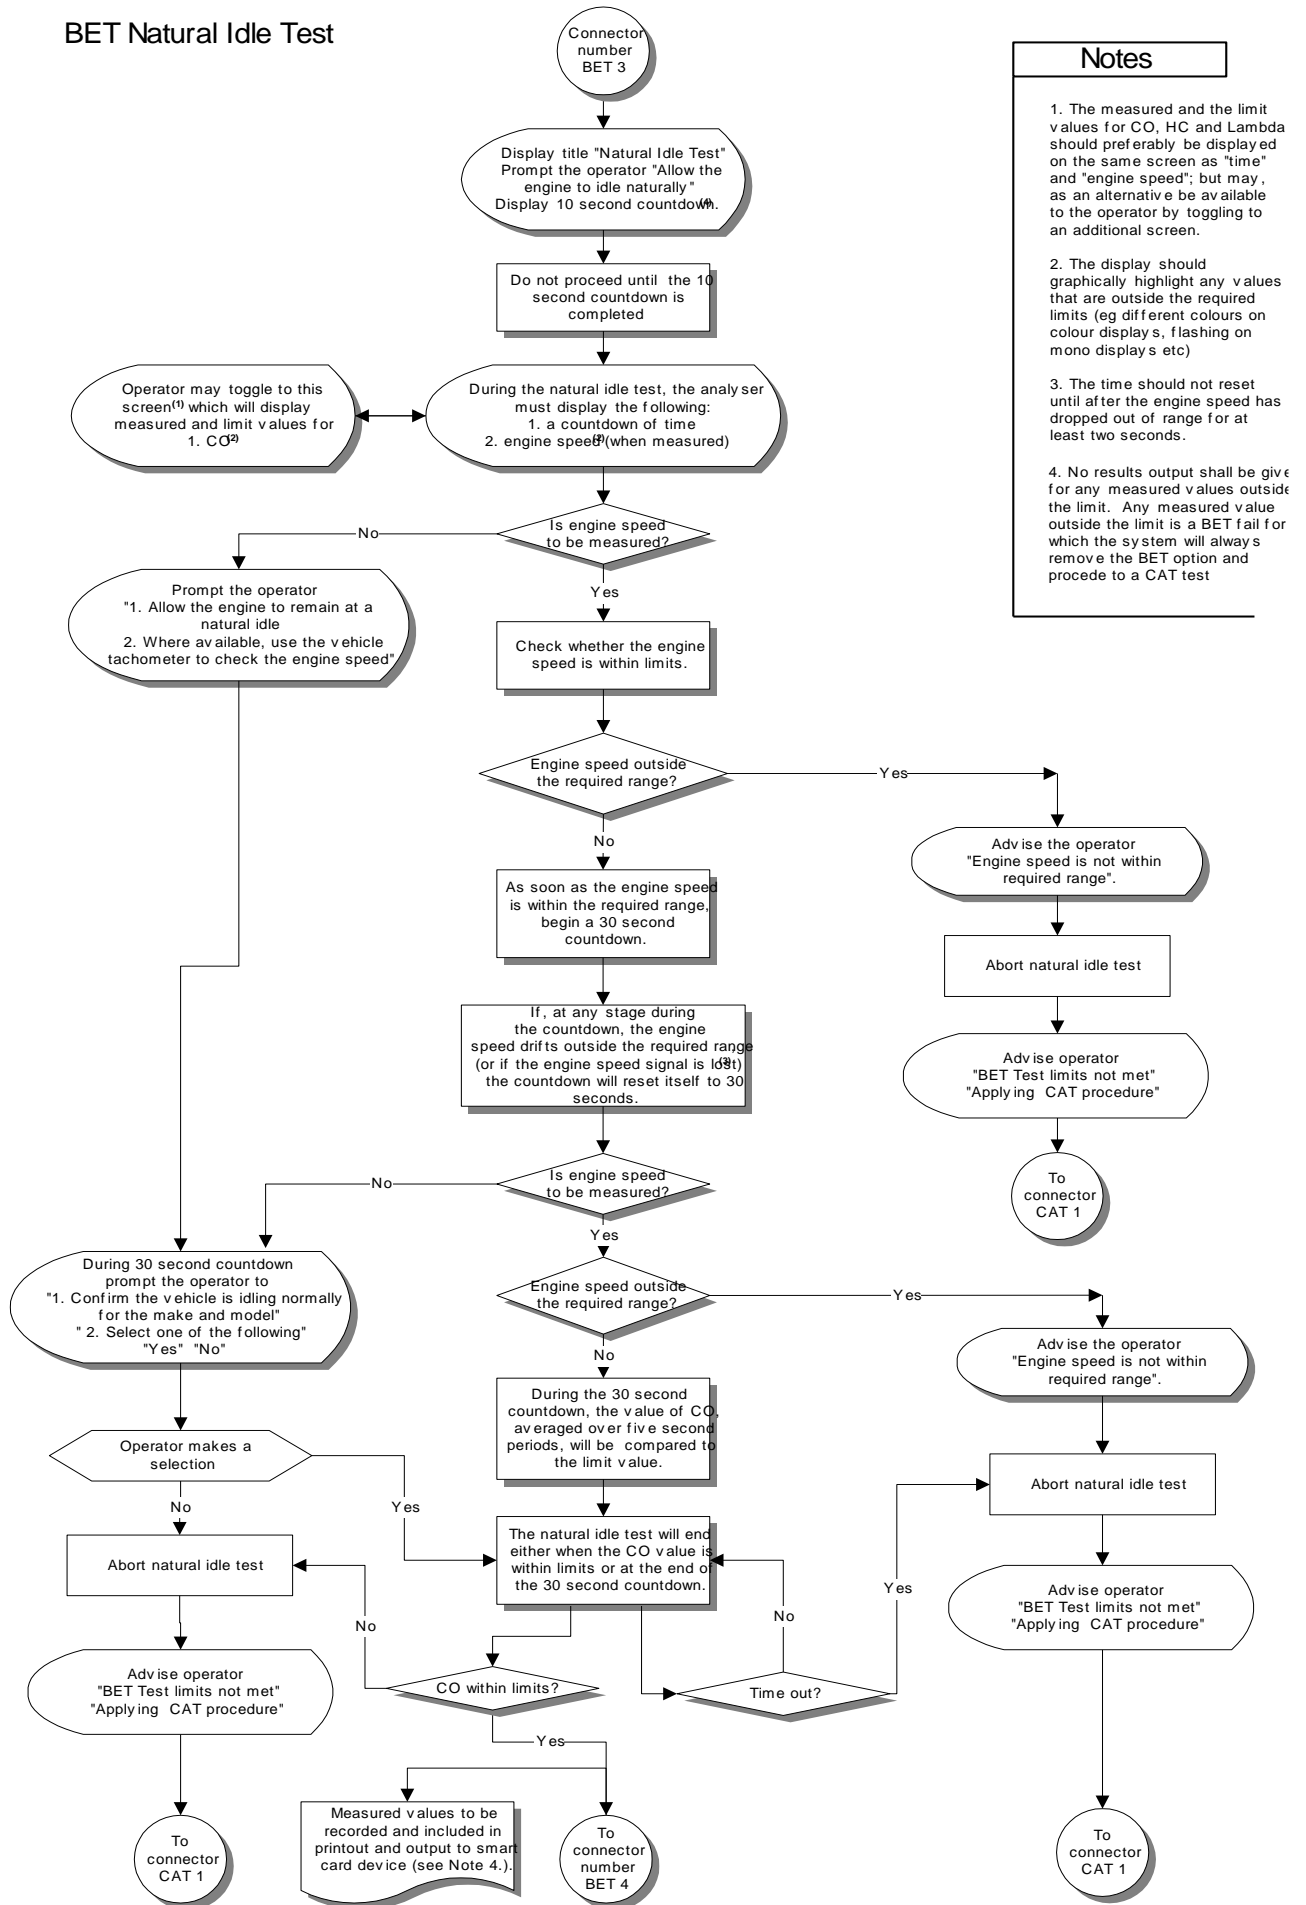 BET Natural Idle Test
Connector
number
BET 3
Display title "Natural Idle Test"
Prompt the operator "Allow the
engine to idle naturally"
Display 10 second countdown.(4)
Do not proceed until the 10
second countdown is
completed
Operator may toggle to this
screen(1) which will display
measured and limit values for
1. CO(2)
During the natural idle test, the analyser
must display the following:
1. a countdown of time
2. engine speed(2)(when measured)
Is engine speed
to be measured?
No
Yes
Prompt the operator
"1. Allow the engine to remain at a
natural idle
2. Where available, use the vehicle
tachometer to check the engine speed"
Check whether the engine
speed is within limits.
Engine speed outside
the required range?
Yes
No
Advise the operator
"Engine speed is not within
required range".
As soon as the engine speed
is within the required range,
begin a 30 second
countdown.
Abort natural idle test
If, at any stage during
the countdown, the engine
speed drifts outside the required range
(or if the engine speed signal is lost)(3)
the countdown will reset itself to 30
seconds.
Advise operator
"BET Test limits not met"
"Applying CAT procedure"
To
connector
CAT 1
Is engine speed
to be measured?
No
Yes
During 30 second countdown
prompt the operator to
"1. Confirm the vehicle is idling normally
for the make and model"
" 2. Select one of the following"
"Yes" "No"
Engine speed outside
the required range?
Yes
No
Advise the operator
"Engine speed is not within
required range".
During the 30 second
countdown, the value of CO,
averaged over five second
periods, will be compared to
the limit value.
Operator makes a
selection
No
Yes
Abort natural idle test
The natural idle test will end
either when the CO value is
within limits or at the end of
the 30 second countdown.
Abort natural idle test
No
No
Yes
Advise operator
"BET Test limits not met"
"Applying CAT procedure"
Advise operator
"BET Test limits not met"
"Applying CAT procedure"
CO within limits?
Time out?
Yes
To
connector
CAT 1
Measured values to be
recorded and included in
printout and output to smart
card device (see Note 4.).
To
connector
number
BET 4
To
connector
CAT 1
Notes
1. The measured and the limit
values for CO, HC and Lambda
should preferably be displayed
on the same screen as "time"
and "engine speed"; but may,
as an alternative be available
to the operator by toggling to
an additional screen.
2. The display should
graphically highlight any values
that are outside the required
limits (eg different colours on
colour displays, flashing on
mono displays etc)
3. The time should not reset
until after the engine speed has
dropped out of range for at
least two seconds.
4. No results output shall be give
for any measured values outside
the limit. Any measured value
outside the limit is a BET fail for
which the system will always
remove the BET option and
procede to a CAT test